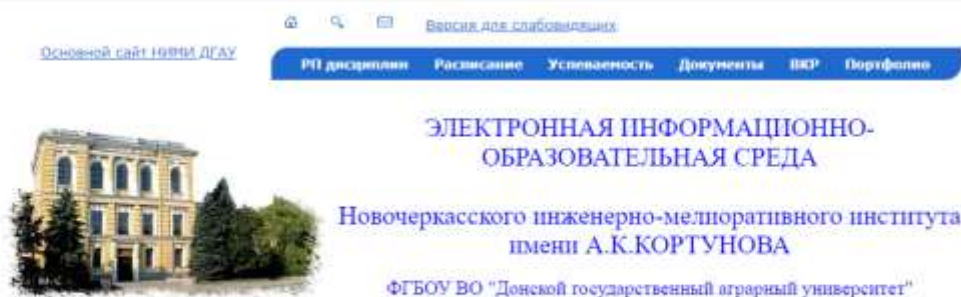 Версия для слабовидящих
Основной сайт НИМИ ДГАУ
РП дисциплин Расписание Успеваемость Документы ВКР Портфолио
ЭЛЕКТРОННАЯ ИНФОРМАЦИОННО-
ОБРАЗОВАТЕЛЬНАЯ СРЕДА
Новочеркасского инженерно-мелиоративного института
имени А.К.КОРТУНОВА
ФГБОУ ВО "Донской государственный аграрный университет"